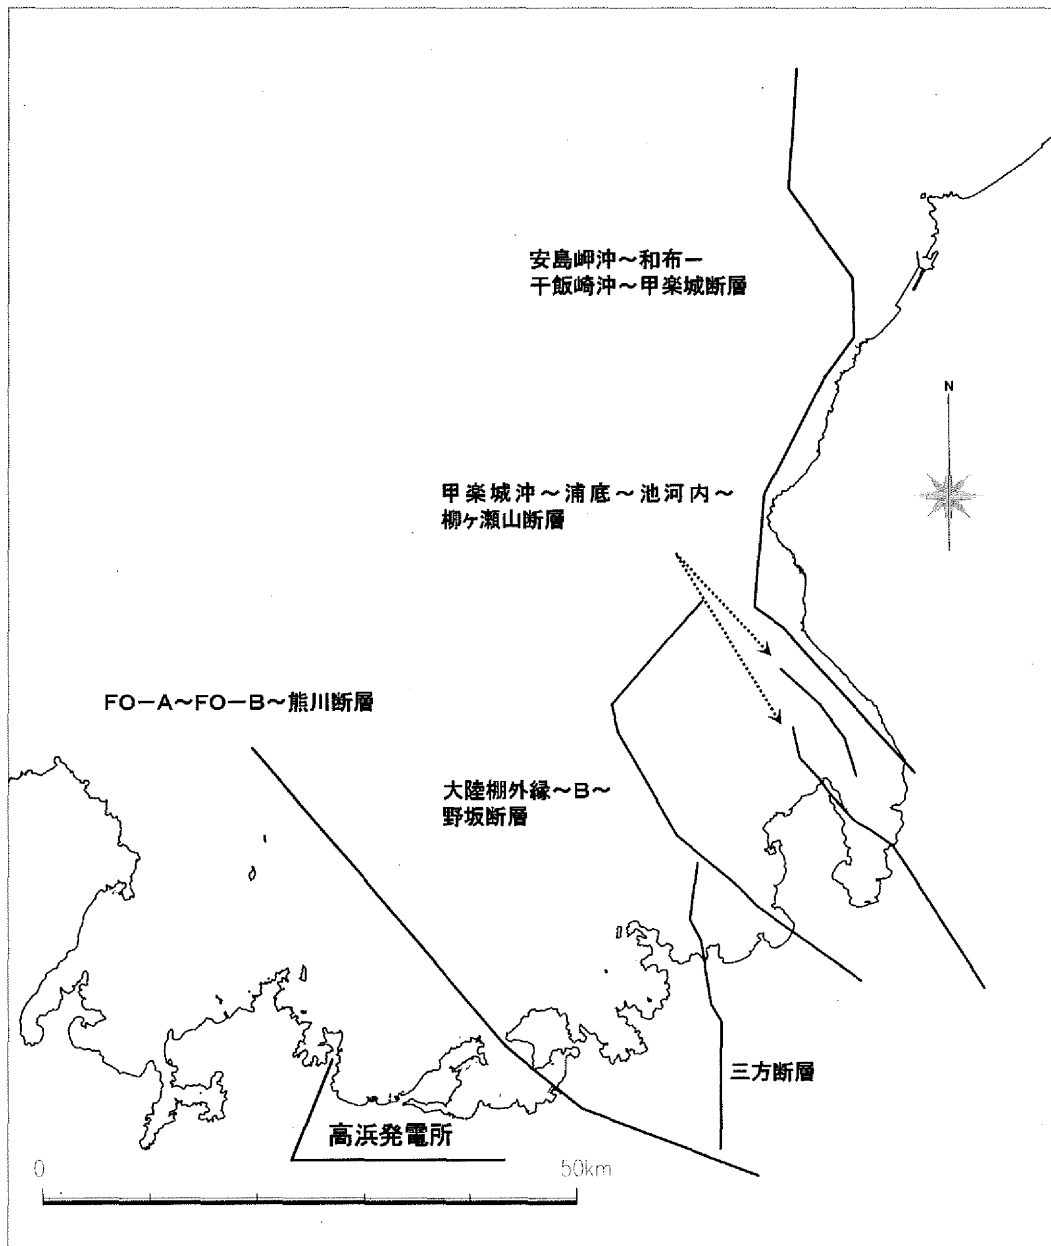 安島岬沖～和布－
干飯崎沖～甲楽城断層
N
甲楽城沖～浦底～池河内～
柳ヶ瀬山断層
FO－A～FO－B～熊川断層
大陸棚外縁～B～
野坂断層
三方断層
高浜発電所
0
50km